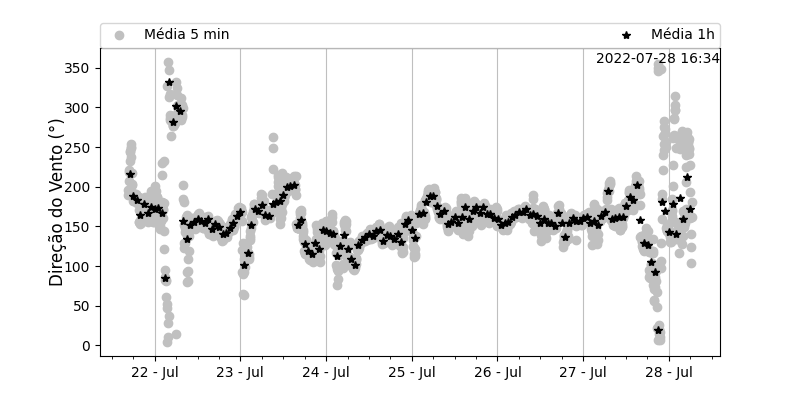 Média 5 min
Média 1h
2022-07-28 16:34
Direção do Vento (°)
350
300
250
200
150
100
50
0
22 - Jul
23 - Jul
24 - Jul
25 - Jul
26 - Jul
27 - Jul
28 - Jul